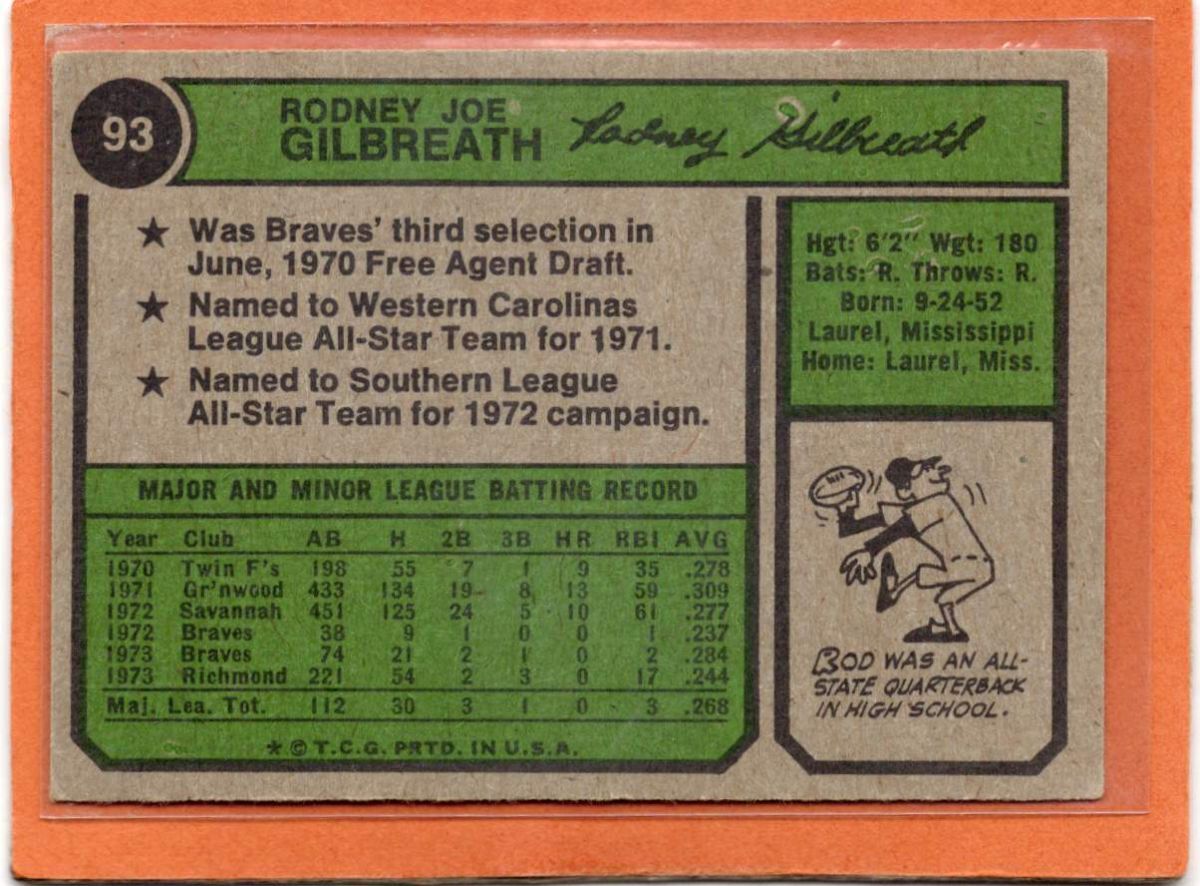 93
RODNEY JOE
GILBREATH
Rodney Gilbreath
★ Was Braves' third selection in
June, 1970 Free Agent Draft.
★ Named to Western Carolinas
League All-Star Team for 1971.
★ Named to Southern League
All-Star Team for 1972 campaign.
Hgt: 6'2" Wgt: 180
Bats: R. Throws: R.
Born: 9-24-52
Laurel, Mississippi
Home: Laurel, Miss.
MAJOR AND MINOR LEAGUE BATTING RECORD
Year Club AB H 2B 3B HR RBI AVG
1970 Twin F's 198 55 7 1 9 35 .278
1971 Gr'nwood 433 134 19 8 13 59 .309
1972 Savannah 451 125 24 5 10 61 .277
1972 Braves 38 9 1 0 0 1 .237
1973 Braves 74 21 2 1 0 2 .284
1973 Richmond 221 54 2 3 0 17 .244
Maj. Lea. Tot. 112 30 3 1 0 3 .268
★ © T.C.G. PRTD. IN U.S.A.
ROD WAS AN ALL-
STATE QUARTERBACK
IN HIGH SCHOOL.